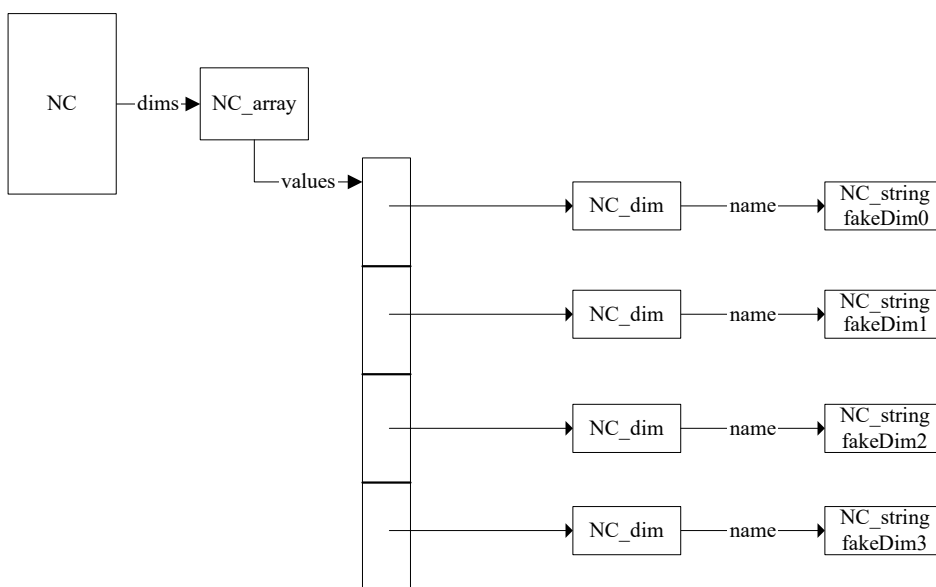 NC
dims
NC_array
values
NC_dim
name
NC_string
fakeDim0
NC_dim
name
NC_string
fakeDim1
NC_dim
name
NC_string
fakeDim2
NC_dim
name
NC_string
fakeDim3